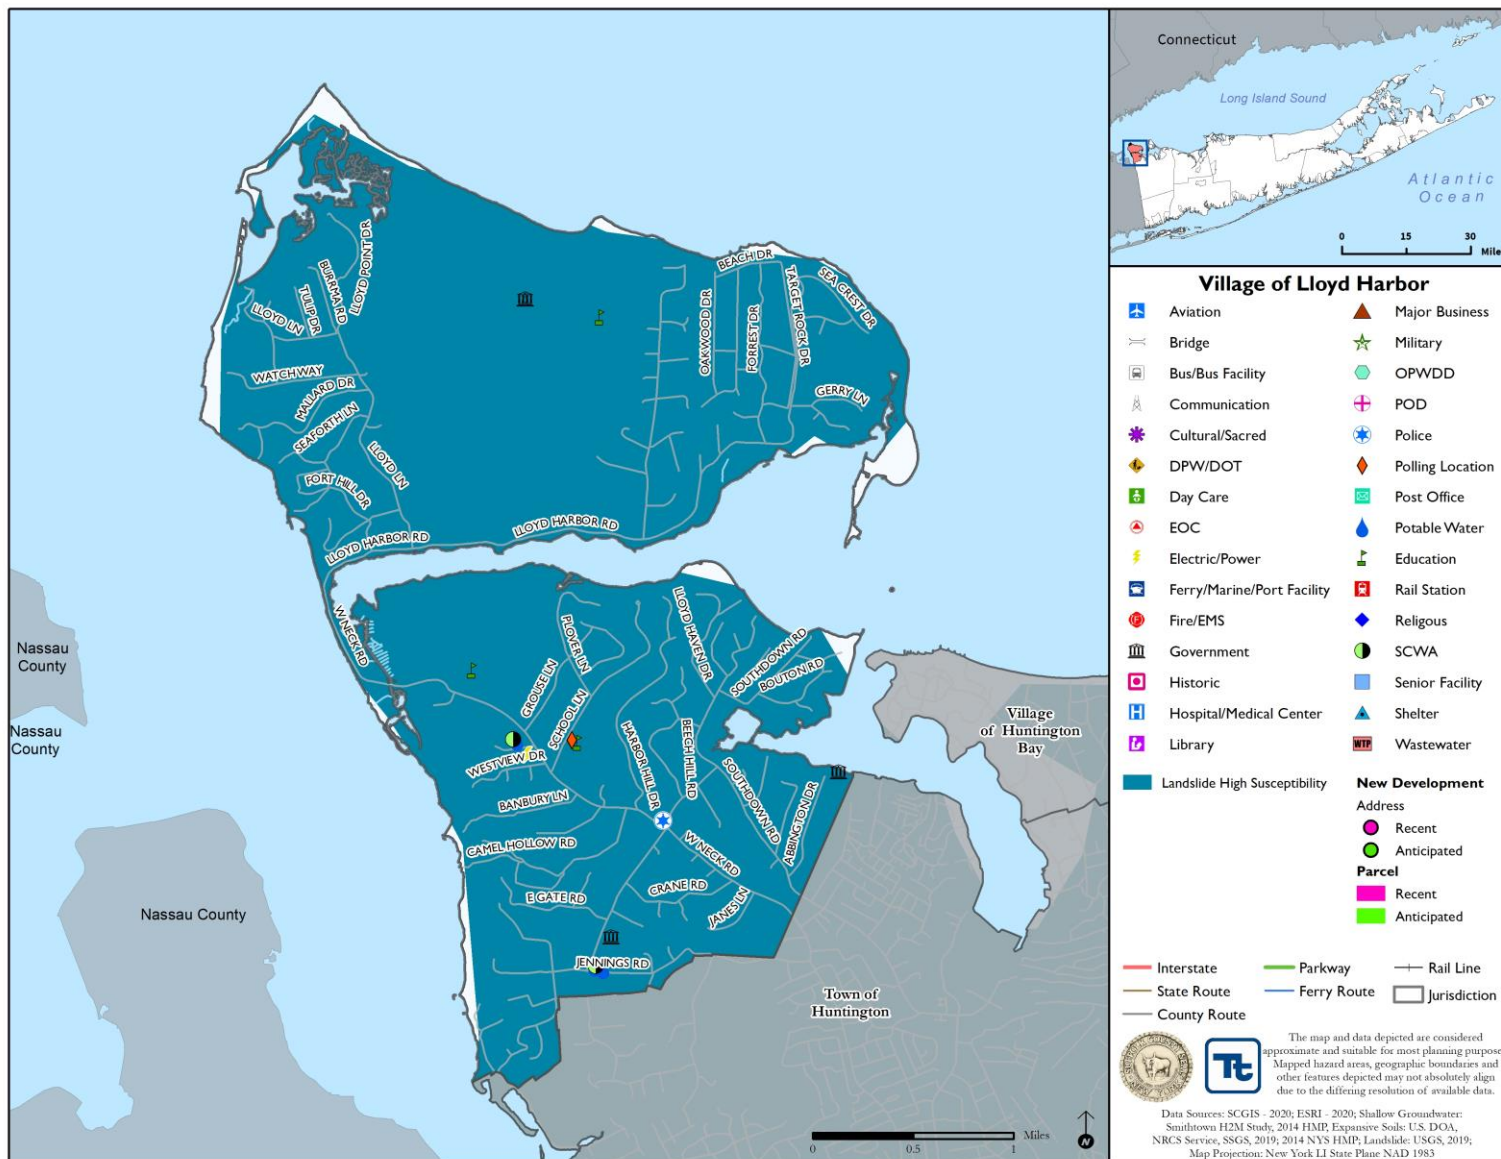 Connecticut
Long Island Sound
Atlantic
Ocean
0 15 30
Mile
BEACH DR
SEA CREST DR
TARGET ROCK DR
FORREST DR
OAKWOOD DR
GERRY LN
LLOYD POINT DR
BURRMA RD
TULIP DR
LLOYD LN
WATCH WAY
MALLARD DR
SEAFORTH LN
LLOYD LN
FORT HILL DR
LLOYD HARBOR RD
LLOYD HARBOR RD
W NECK RD
PLOVER LN
GROUSE LN
SCHOOL LN
LLOYD HAVEN DR
SOUTHDOWN RD
BOUTON RD
HARBOR HILL DR
BEECH HILL RD
WESTVIEW DR
BANBURY LN
SOUTHDOWN RD
ABBINGTON DR
CAMEL HOLLOW RD
W NECK RD
CRANE RD
E GATE RD
JANES LN
JENNINGS RD
Nassau
County
Nassau
County
Nassau County
Village
of Huntington
Bay
Town of
Huntington
0 0.5 1
Miles
N
Village of Lloyd Harbor
Aviation
Bridge
Bus/Bus Facility
Communication
Cultural/Sacred
DPW/DOT
Day Care
EOC
Electric/Power
Ferry/Marine/Port Facility
Fire/EMS
Government
Historic
Hospital/Medical Center
Library
Landslide High Susceptibility
Major Business
Military
OPWDD
POD
Police
Polling Location
Post Office
Potable Water
Education
Rail Station
Religous
SCWA
Senior Facility
Shelter
WTP Wastewater
New Development
Address
Recent
Anticipated
Parcel
Recent
Anticipated
Interstate
State Route
County Route
Parkway
Ferry Route
Rail Line
Jurisdiction
Tt
The map and data depicted are considered
approximate and suitable for most planning purpose
Mapped hazard areas, geographic boundaries and
other features depicted may not absolutely align
due to the differing resolution of available data.
Data Sources: SCGIS - 2020; ESRI - 2020; Shallow Groundwater:
Smithtown H2M Study, 2014 HMP, Expansive Soils: U.S. DOA,
NRCS Service, SSGS, 2019; 2014 NYS HMP; Landslide: USGS, 2019;
Map Projection: New York LI State Plane NAD 1983